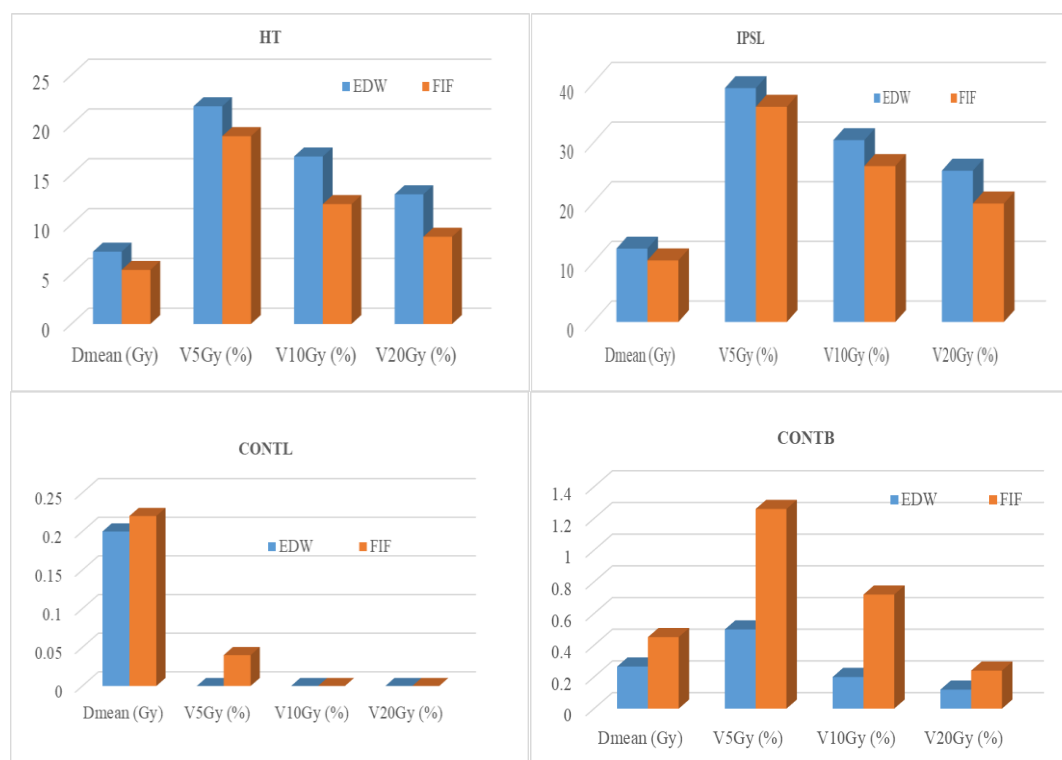 HT
EDW FIF
25
20
15
10
5
0
Dmean (Gy) V5Gy (%) V10Gy (%) V20Gy (%)
IPSL
EDW FIF
40
30
20
10
0
Dmean (Gy) V5Gy (%) V10Gy (%) V20Gy (%)
CONTL
0.25
0.2
0.15
0.1
0.05
0
EDW FIF
Dmean (Gy) V5Gy (%) V10Gy (%) V20Gy (%)
CONTB
EDW FIF
1.4
1.2
1
0.8
0.6
0.4
0.2
0
Dmean (Gy) V5Gy (%) V10Gy (%) V20Gy (%)